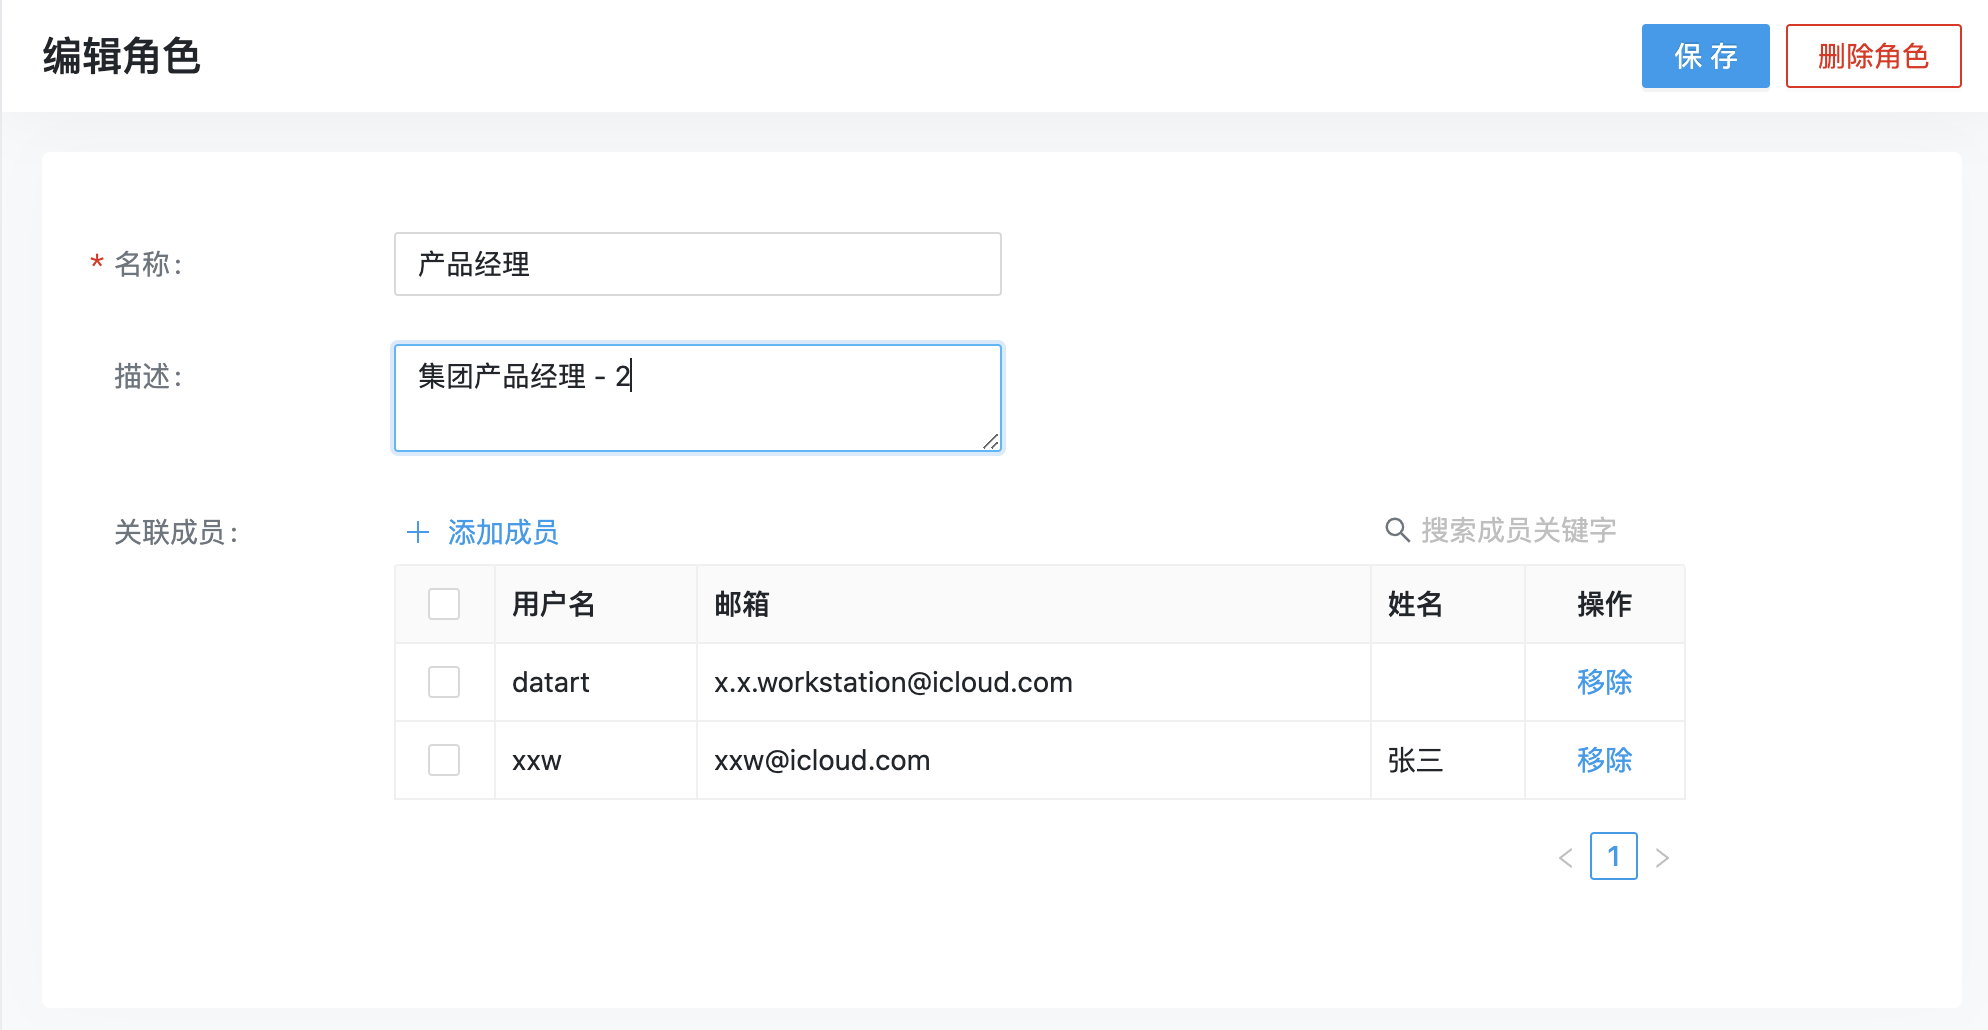 编辑角色
保 存
删除角色
* 名称:
产品经理
描述:
集团产品经理 - 2
关联成员:
添加成员
搜索成员关键字
用户名 邮箱 姓名 操作
datart x.x.workstation@icloud.com 移除
xxw xxw@icloud.com 张三 移除
< 1 >